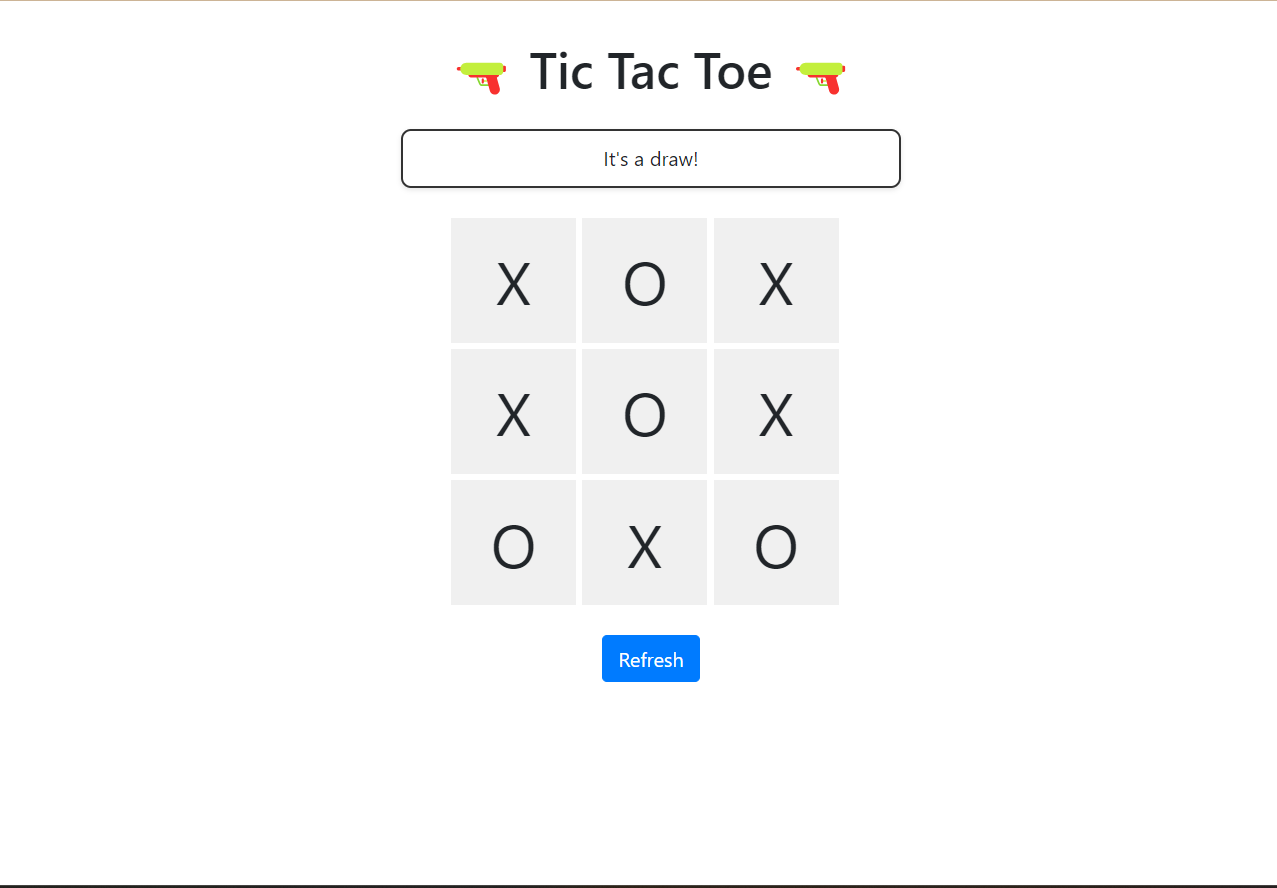 🔫 Tic Tac Toe 🔫
It's a draw!
X O X
X O X
O X O
Refresh